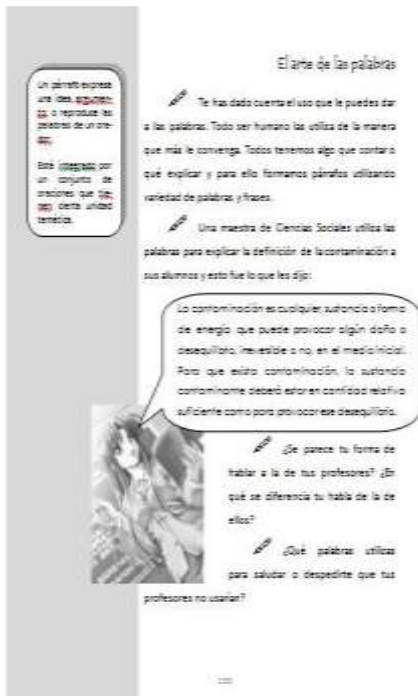 El arte de las palabras
Un párrafo expresa
una idea, argumen-
to, o reproduce las
palabras de un ora-
dor.
Está integrado por
un conjunto de
oraciones que tie-
nen cierta unidad
temática.
Te has dado cuenta el uso que le puedes dar
a las palabras. Todo ser humano las utiliza de la manera
que más le convenga. Todos tenemos algo que contar o
qué explicar y para ello formamos párrafos utilizando
variedad de palabras y frases.
Una maestra de Ciencias Sociales utiliza las
palabras para explicar la definición de la contaminación a
sus alumnos y esto fue lo que les dijo:
La contaminación es cualquier sustancia o forma
de energía que puede provocar algún daño o
desequilibrio, irreversible o no, en el medio inicial.
Para que exista contaminación, la sustancia
contaminante deberá estar en cantidad relativa
suficiente como para provocar ese desequilibrio.
¿Se parece tu forma de
hablar a la de tus profesores? ¿En
qué se diferencia tu habla de la de
ellos?
¿Qué palabras utilizas
para saludar o despedirte que tus
profesores no usarían?